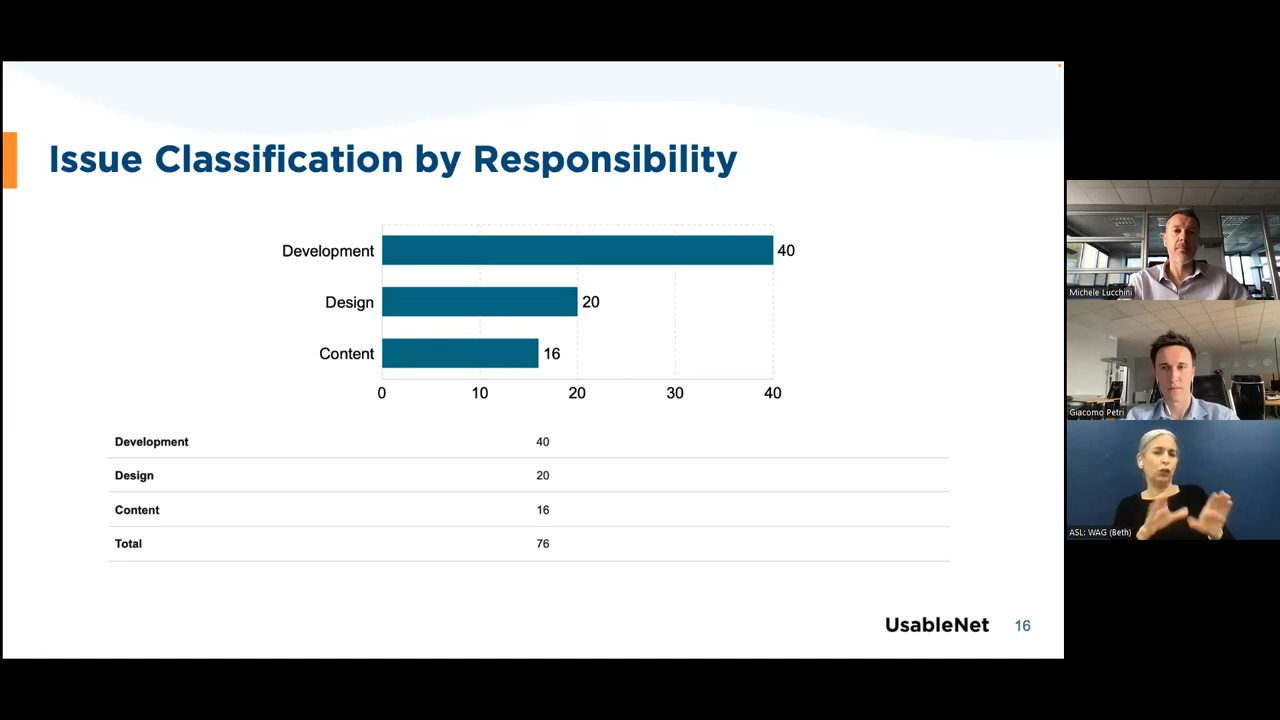 Issue Classification by Responsibility
Development 40
Design 20
Content 16
0 10 20 30 40
Development 40
Design 20
Content 16
Total 76
UsableNet 16
Michele Lucchini
Giacomo Petri
ASL: WAG (Beth)